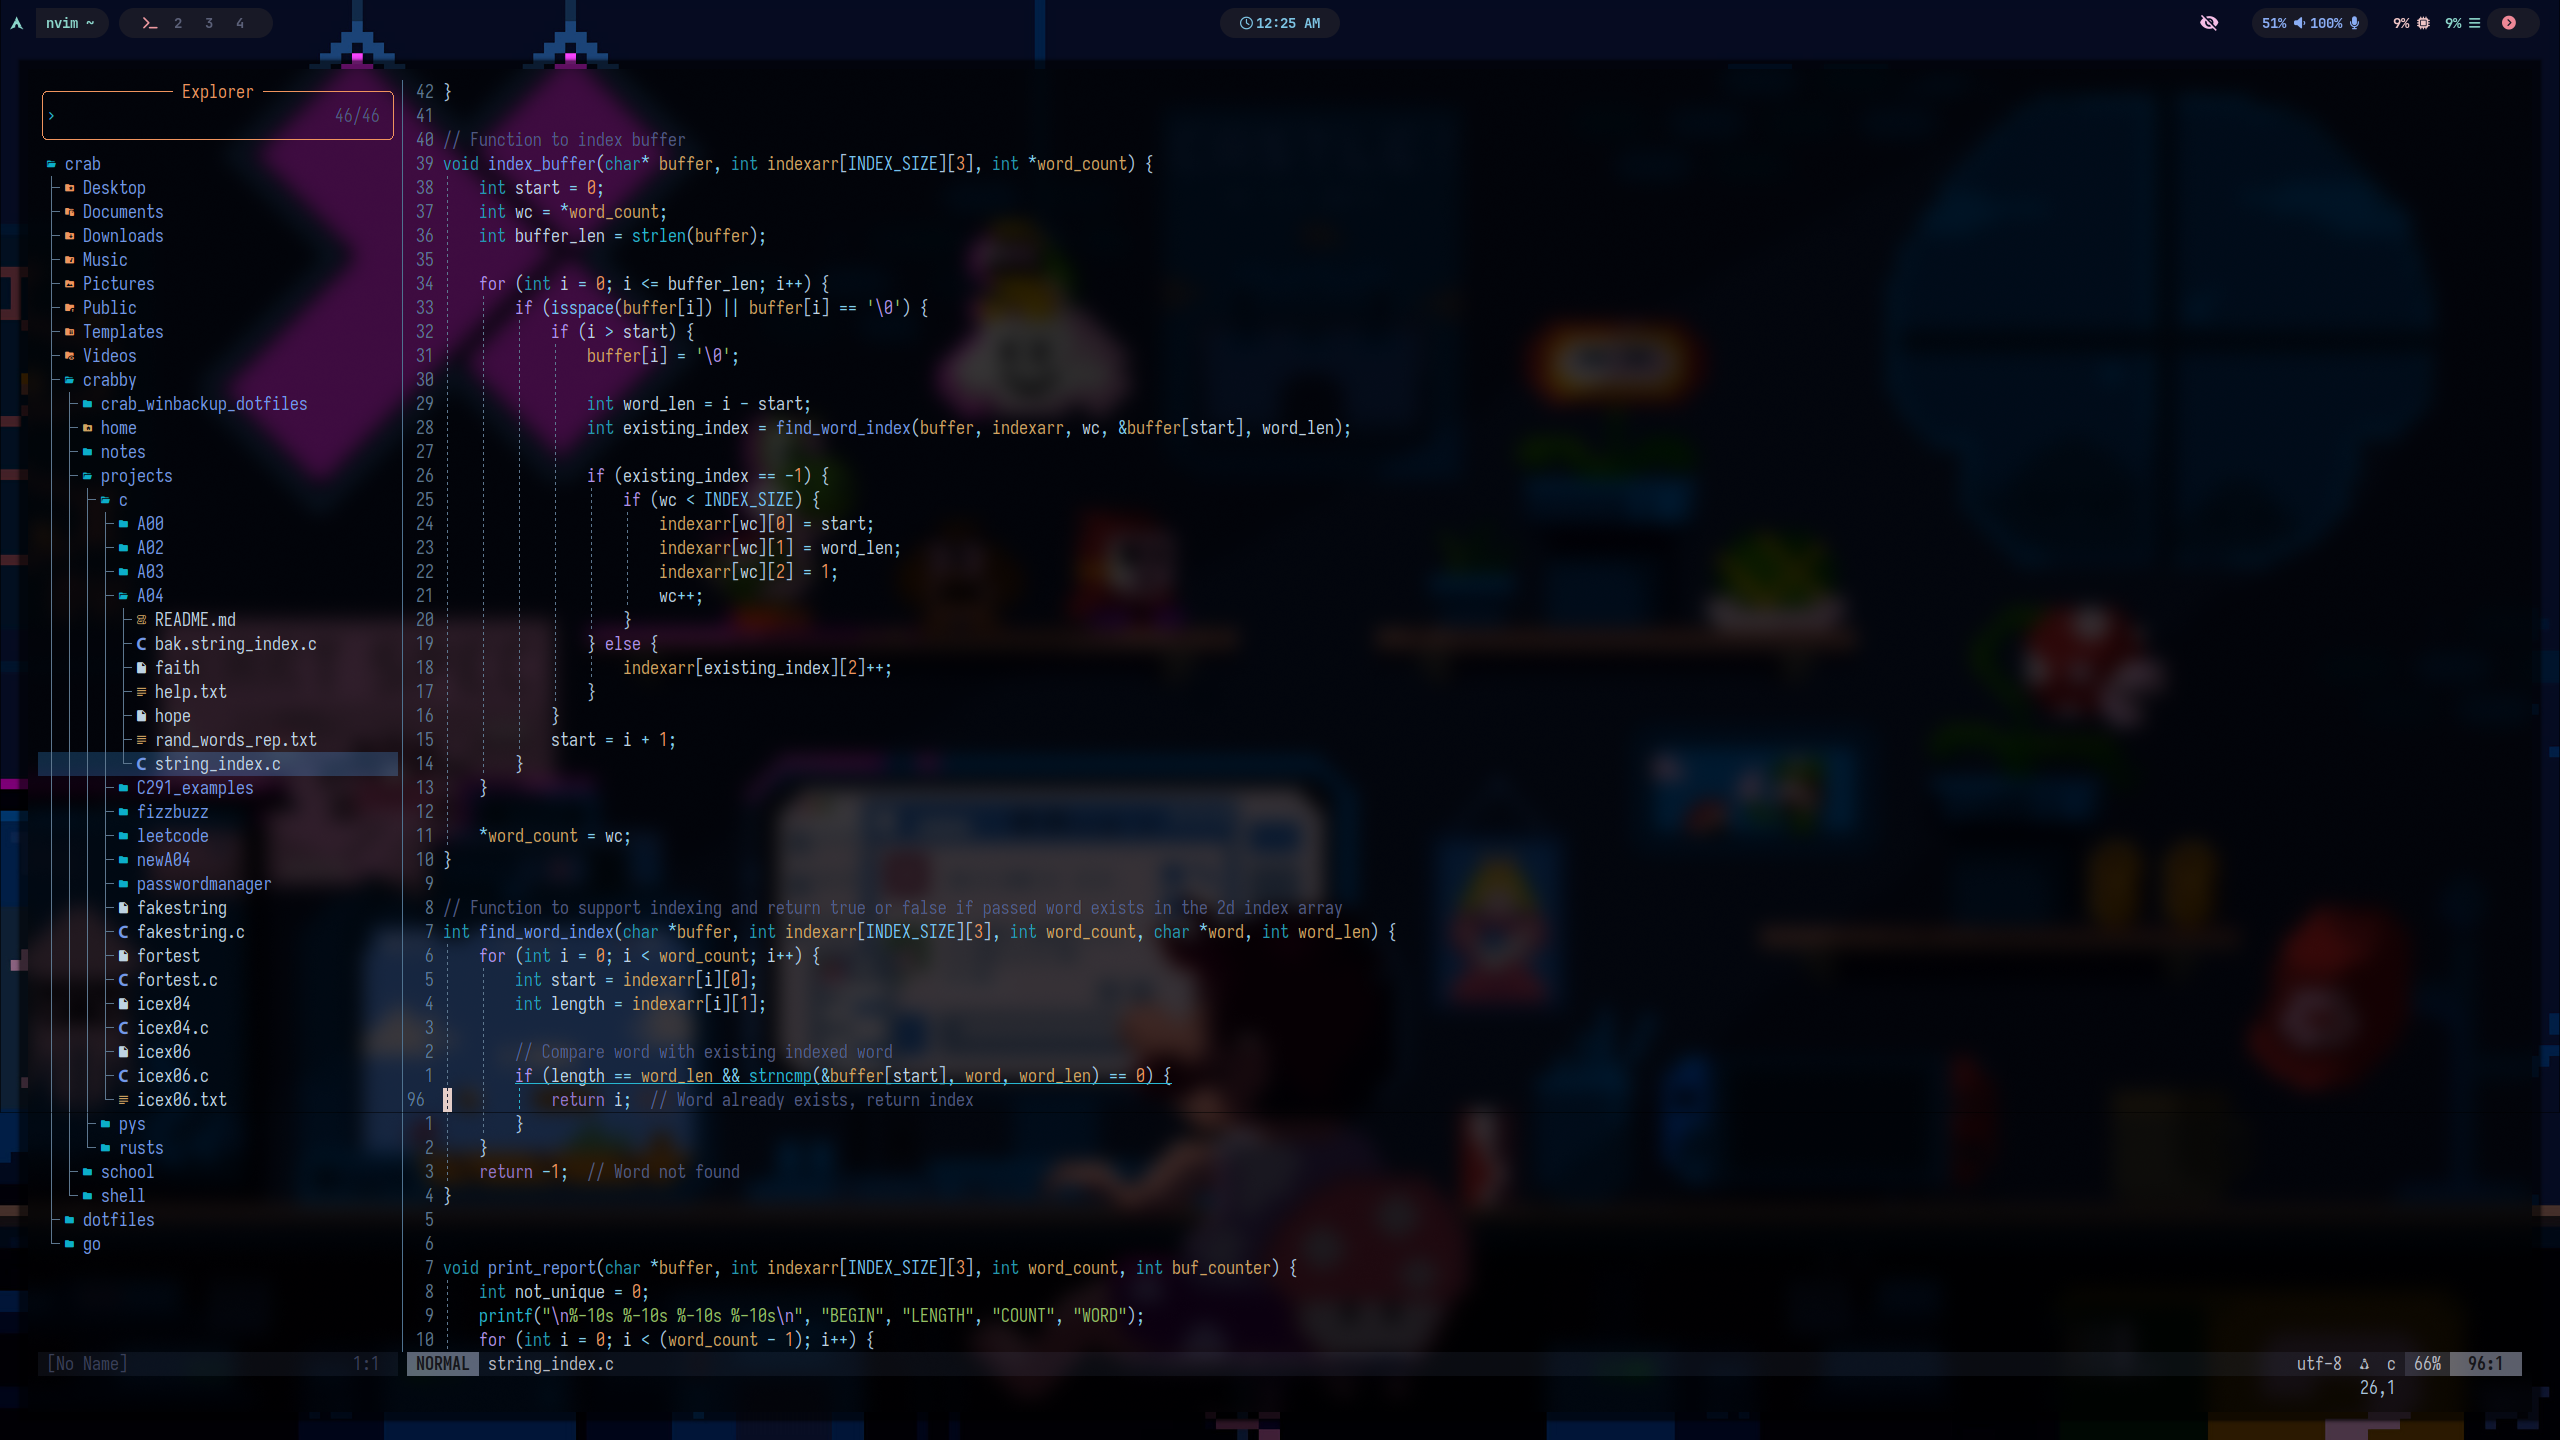 nvim ~ 2 3 4 12:25 AM 51% 100% 9% 9%
Explorer
› 46/46
crab
Desktop
Documents
Downloads
Music
Pictures
Public
Templates
Videos
crabby
crab_winbackup_dotfiles
home
notes
projects
c
A00
A02
A03
A04
README.md
C bak.string_index.c
faith
help.txt
hope
rand_words_rep.txt
C string_index.c
C291_examples
fizzbuzz
leetcode
newA04
passwordmanager
fakestring
C fakestring.c
fortest
C fortest.c
icex04
C icex04.c
icex06
C icex06.c
icex06.txt
pys
rusts
school
shell
dotfiles
go
[No Name] 1:1
42 }
41
40 // Function to index buffer
39 void index_buffer(char* buffer, int indexarr[INDEX_SIZE][3], int *word_count) {
38     int start = 0;
37     int wc = *word_count;
36     int buffer_len = strlen(buffer);
35
34     for (int i = 0; i <= buffer_len; i++) {
33         if (isspace(buffer[i]) || buffer[i] == '\0') {
32             if (i > start) {
31                 buffer[i] = '\0';
30
29                 int word_len = i - start;
28                 int existing_index = find_word_index(buffer, indexarr, wc, &buffer[start], word_len);
27
26                 if (existing_index == -1) {
25                     if (wc < INDEX_SIZE) {
24                         indexarr[wc][0] = start;
23                         indexarr[wc][1] = word_len;
22                         indexarr[wc][2] = 1;
21                         wc++;
20                     }
19                 } else {
18                     indexarr[existing_index][2]++;
17                 }
16             }
15             start = i + 1;
14         }
13     }
12
11     *word_count = wc;
10 }
9
8 // Function to support indexing and return true or false if passed word exists in the 2d index array
7 int find_word_index(char *buffer, int indexarr[INDEX_SIZE][3], int word_count, char *word, int word_len) {
6     for (int i = 0; i < word_count; i++) {
5         int start = indexarr[i][0];
4         int length = indexarr[i][1];
3
2         // Compare word with existing indexed word
1         if (length == word_len && strncmp(&buffer[start], word, word_len) == 0) {
96             return i;  // Word already exists, return index
1         }
2     }
3     return -1;  // Word not found
4 }
5
6
7 void print_report(char *buffer, int indexarr[INDEX_SIZE][3], int word_count, int buf_counter) {
8     int not_unique = 0;
9     printf("\n%-10s %-10s %-10s %-10s\n", "BEGIN", "LENGTH", "COUNT", "WORD");
10     for (int i = 0; i < (word_count - 1); i++) {
NORMAL string_index.c utf-8 c 66% 96:1
26,1